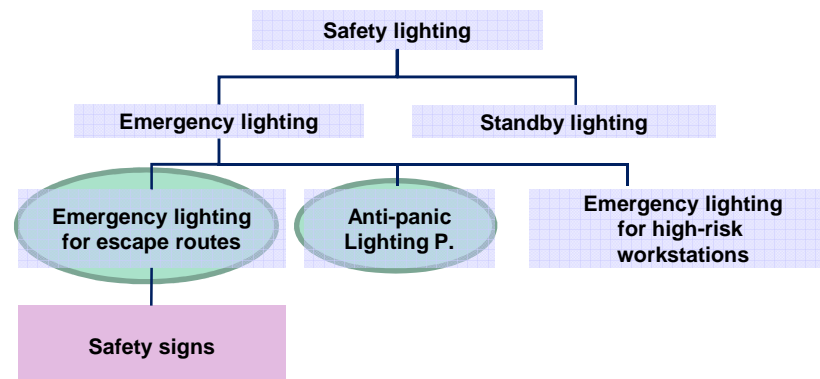 Safety lighting
Emergency lighting
Standby lighting
Emergency lighting
for escape routes
Anti-panic
Lighting P.
Emergency lighting
for high-risk
workstations
Safety signs